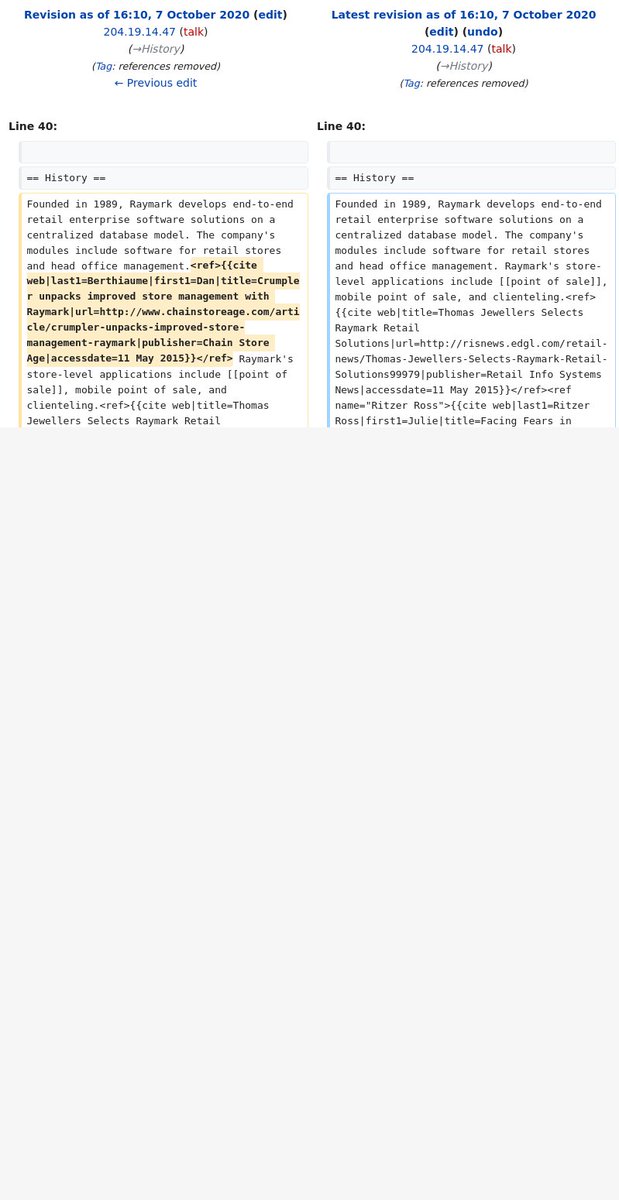 Revision as of 16:10, 7 October 2020 (edit)
204.19.14.47 (talk)
(→History)
(Tag: references removed)
← Previous edit
Latest revision as of 16:10, 7 October 2020
(edit) (undo)
204.19.14.47 (talk)
(→History)
(Tag: references removed)
Line 40:
Line 40:
== History ==
== History ==
Founded in 1989, Raymark develops end-to-end
retail enterprise software solutions on a
centralized database model. The company's
modules include software for retail stores
and head office management.<ref>{{cite
web|last1=Berthiaume|first1=Dan|title=Crumple
r unpacks improved store management with
Raymark|url=http://www.chainstoreage.com/arti
cle/crumpler-unpacks-improved-store-
management-raymark|publisher=Chain Store
Age|accessdate=11 May 2015}}</ref> Raymark's
store-level applications include [[point of
sale]], mobile point of sale, and
clienteling.<ref>{{cite web|title=Thomas
Jewellers Selects Raymark Retail
Founded in 1989, Raymark develops end-to-end
retail enterprise software solutions on a
centralized database model. The company's
modules include software for retail stores
and head office management. Raymark's store-
level applications include [[point of sale]],
mobile point of sale, and clienteling.<ref>
{{cite web|title=Thomas Jewellers Selects
Raymark Retail
Solutions|url=http://risnews.edgl.com/retail-
news/Thomas-Jewellers-Selects-Raymark-Retail-
Solutions99979|publisher=Retail Info Systems
News|accessdate=11 May 2015}}</ref><ref
name="Ritzer Ross">{{cite web|last1=Ritzer
Ross|first1=Julie|title=Facing Fears in